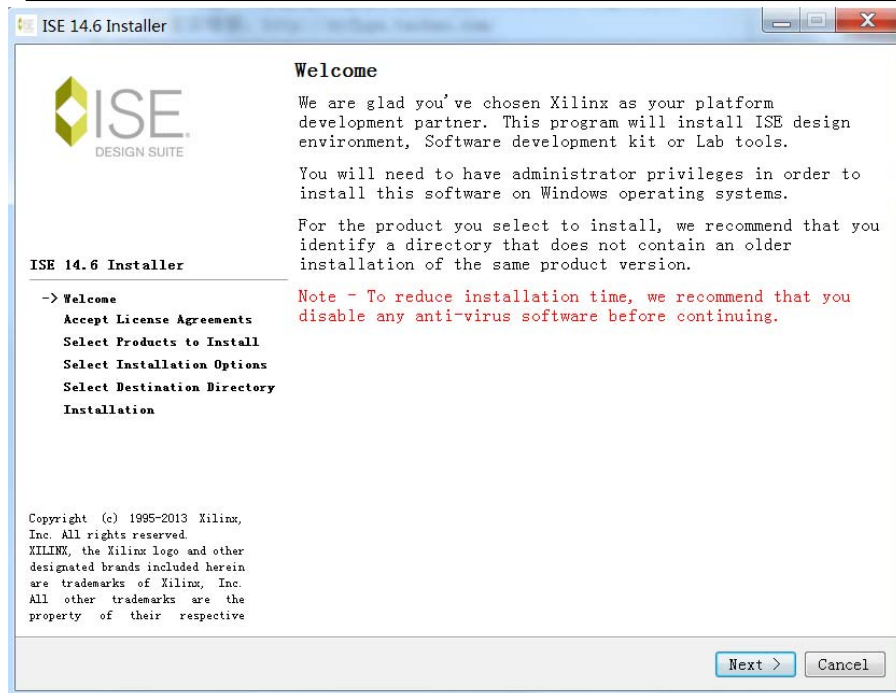 ISE 14.6 Installer
ISE
DESIGN SUITE
ISE 14.6 Installer
-> Welcome
Accept License Agreements
Select Products to Install
Select Installation Options
Select Destination Directory
Installation
Copyright (c) 1995-2013 Xilinx,
Inc. All rights reserved.
XILINX, the Xilinx logo and other
designated brands included herein
are trademarks of Xilinx, Inc.
All other trademarks are the
property of their respective
Welcome
We are glad you've chosen Xilinx as your platform
development partner. This program will install ISE design
environment, Software development kit or Lab tools.
You will need to have administrator privileges in order to
install this software on Windows operating systems.
For the product you select to install, we recommend that you
identify a directory that does not contain an older
installation of the same product version.
Note - To reduce installation time, we recommend that you
disable any anti-virus software before continuing.
Next >
Cancel